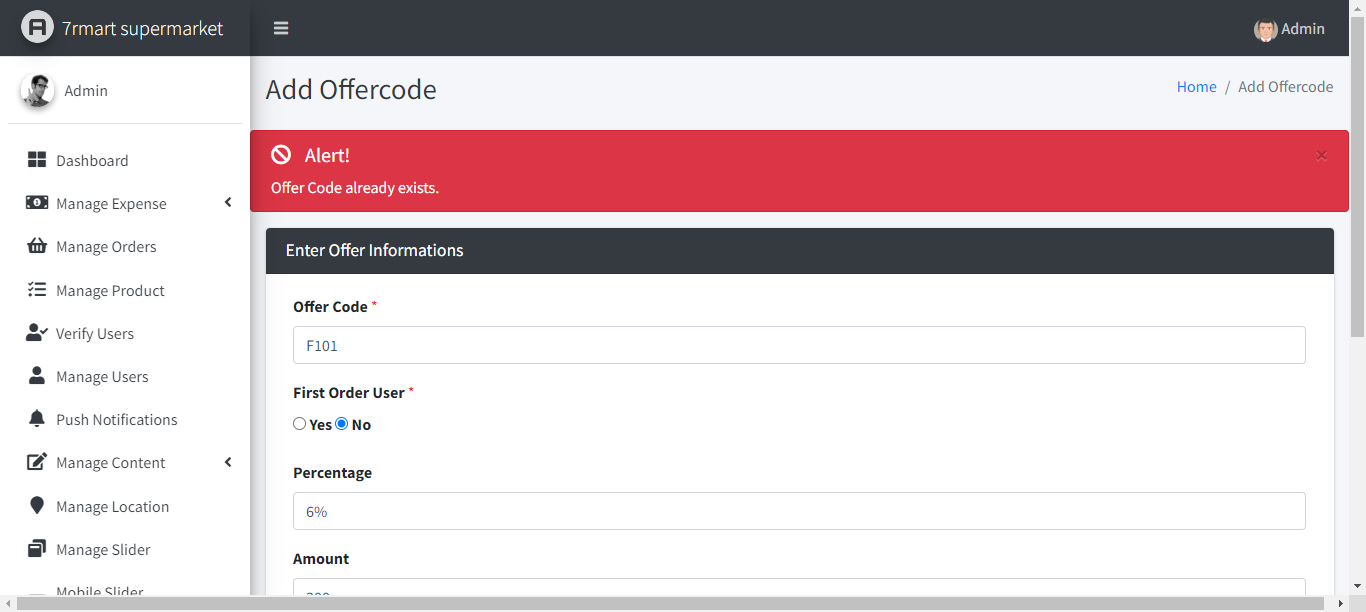 7rmart supermarket
Admin
Admin
Add Offercode
Home / Add Offercode
Alert!
×
Offer Code already exists.
Dashboard
Manage Expense
Manage Orders
Manage Product
Verify Users
Manage Users
Push Notifications
Manage Content
Manage Location
Manage Slider
Mobile Slider
Enter Offer Informations
Offer Code *
F101
First Order User *
Yes No
Percentage
6%
Amount